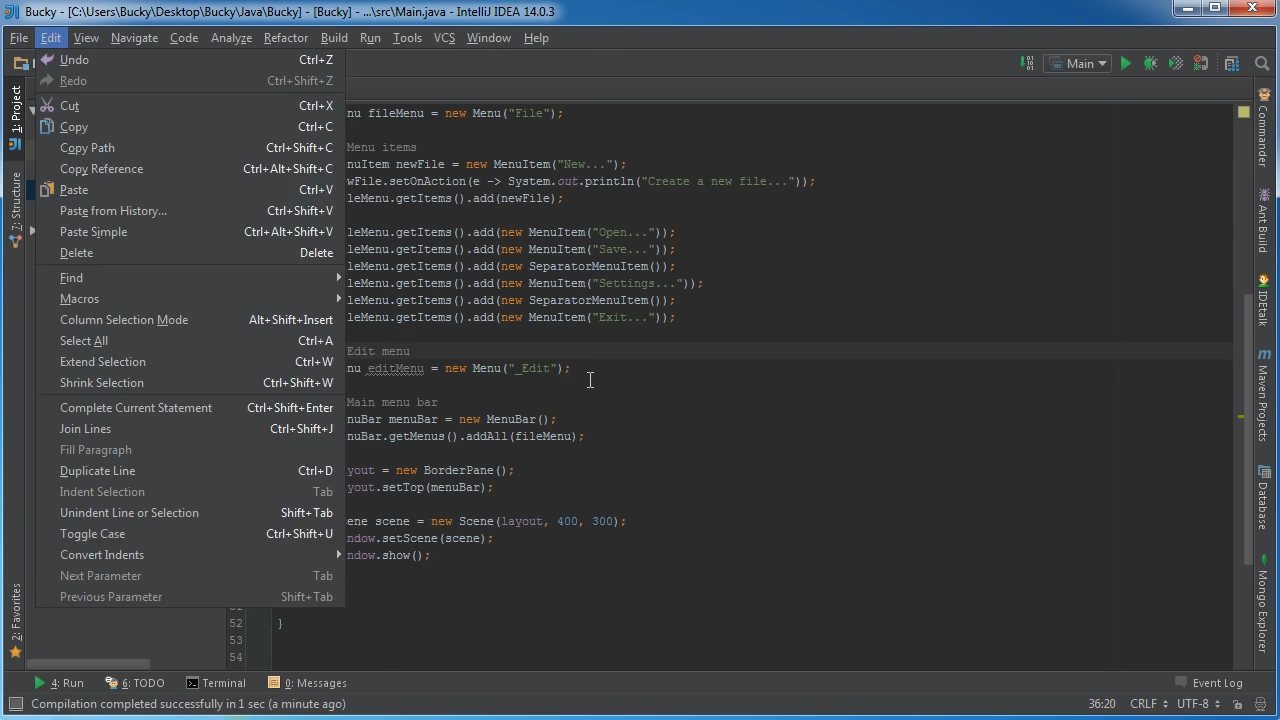 Bucky - [C:\Users\Bucky\Desktop\Bucky\Java\Bucky] - [Bucky] - ...\src\Main.java - IntelliJ IDEA 14.0.3
File Edit View Navigate Code Analyze Refactor Build Run Tools VCS Window Help
Main
1: Project
7: Structure
2: Favorites
Undo Ctrl+Z
Redo Ctrl+Shift+Z
Cut Ctrl+X
Copy Ctrl+C
Copy Path Ctrl+Shift+C
Copy Reference Ctrl+Alt+Shift+C
Paste Ctrl+V
Paste from History... Ctrl+Shift+V
Paste Simple Ctrl+Alt+Shift+V
Delete Delete
Find
Macros
Column Selection Mode Alt+Shift+Insert
Select All Ctrl+A
Extend Selection Ctrl+W
Shrink Selection Ctrl+Shift+W
Complete Current Statement Ctrl+Shift+Enter
Join Lines Ctrl+Shift+J
Fill Paragraph
Duplicate Line Ctrl+D
Indent Selection Tab
Unindent Line or Selection Shift+Tab
Toggle Case Ctrl+Shift+U
Convert Indents
Next Parameter Tab
Previous Parameter Shift+Tab
nu fileMenu = new Menu("File");
Menu items
nuItem newFile = new MenuItem("New...");
wFile.setOnAction(e -> System.out.println("Create a new file..."));
leMenu.getItems().add(newFile);
leMenu.getItems().add(new MenuItem("Open..."));
leMenu.getItems().add(new MenuItem("Save..."));
leMenu.getItems().add(new SeparatorMenuItem());
leMenu.getItems().add(new MenuItem("Settings..."));
leMenu.getItems().add(new SeparatorMenuItem());
leMenu.getItems().add(new MenuItem("Exit..."));
Edit menu
nu editMenu = new Menu("_Edit");
Main menu bar
nuBar menuBar = new MenuBar();
nuBar.getMenus().addAll(fileMenu);
yout = new BorderPane();
yout.setTop(menuBar);
ene scene = new Scene(layout, 400, 300);
ndow.setScene(scene);
ndow.show();
52 }
53
54
Commander
Ant Build
IDEtalk
Maven Projects
Database
Mongo Explorer
4: Run 6: TODO Terminal 0: Messages Event Log
Compilation completed successfully in 1 sec (a minute ago) 36:20 CRLF UTF-8